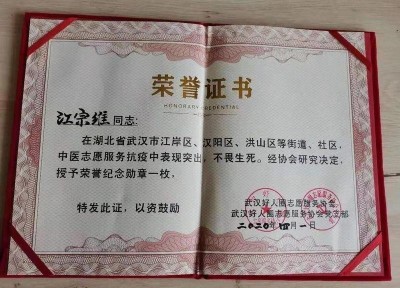 荣誉证书
HONORARY CREDENTIAL
江宗继同志：
在湖北省武汉市江岸区、汉阳区、洪山区等街道、社区，
中医志愿服务抗疫中表现突出，不畏生死。经协会研究决定，
授予荣誉纪念勋章一枚，
特发此证，以资鼓励
武汉好人圈志愿服务协会
武汉好人圈志愿服务协会党支部
二〇二〇年四月一日